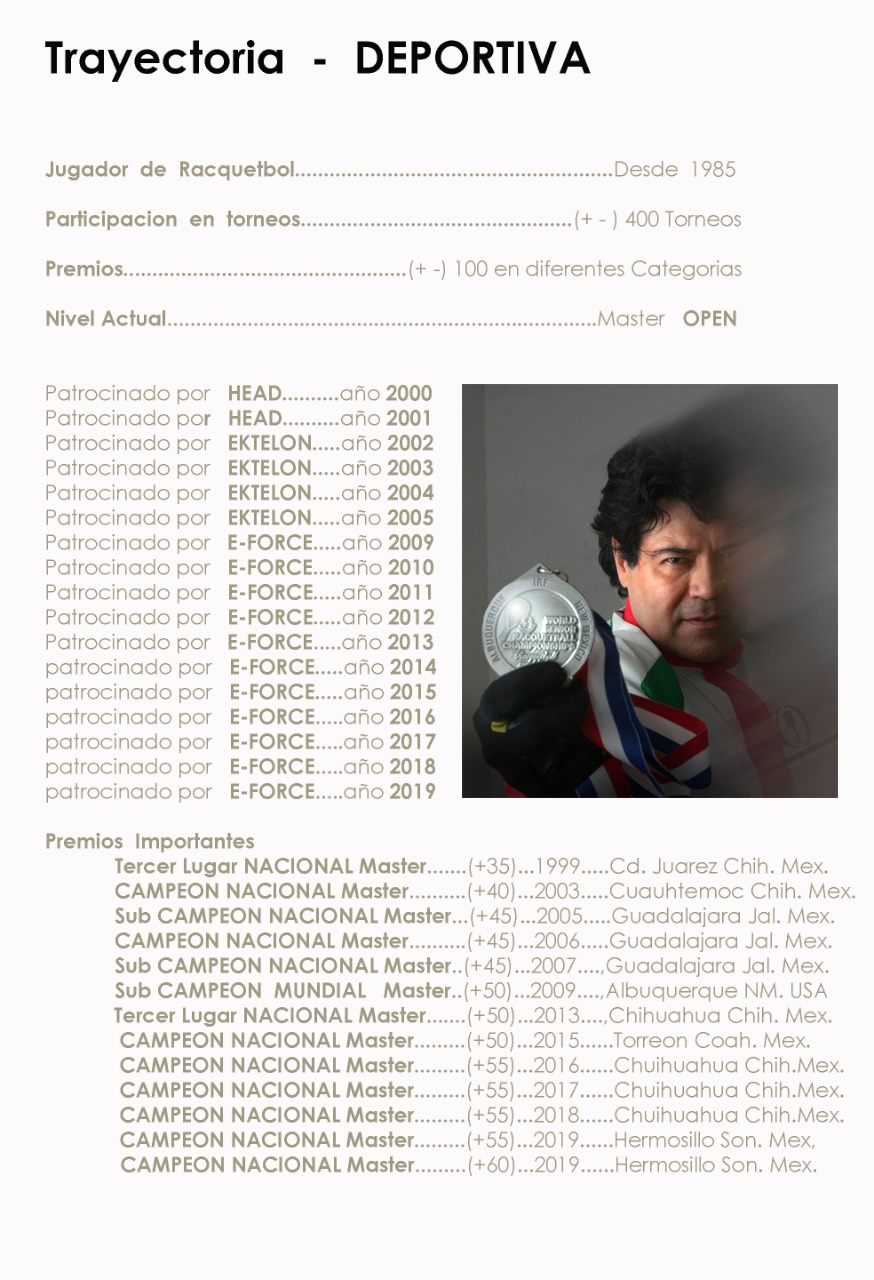 Trayectoria - DEPORTIVA
Jugador de Racquetbol.......................................................Desde 1985
Participacion en torneos...............................................(+ - ) 400 Torneos
Premios.................................................(+ -) 100 en diferentes Categorias
Nivel Actual..........................................................................Master OPEN
Patrocinado por HEAD..........año 2000
Patrocinado por HEAD..........año 2001
Patrocinado por EKTELON.....año 2002
Patrocinado por EKTELON.....año 2003
Patrocinado por EKTELON.....año 2004
Patrocinado por EKTELON.....año 2005
Patrocinado por E-FORCE.....año 2009
Patrocinado por E-FORCE.....año 2010
Patrocinado por E-FORCE.....año 2011
Patrocinado por E-FORCE.....año 2012
Patrocinado por E-FORCE.....año 2013
patrocinado por E-FORCE.....año 2014
patrocinado por E-FORCE.....año 2015
patrocinado por E-FORCE.....año 2016
patrocinado por E-FORCE.....año 2017
patrocinado por E-FORCE.....año 2018
patrocinado por E-FORCE.....año 2019
IRF
ALBUQUERQUE NEW MEXICO
WORLD
SENIOR
RACQUETBALL
CHAMPIONSHIPS
Premios Importantes
Tercer Lugar NACIONAL Master.......(+35)...1999.....Cd. Juarez Chih. Mex.
CAMPEON NACIONAL Master..........(+40)...2003.....Cuauhtemoc Chih. Mex.
Sub CAMPEON NACIONAL Master...(+45)...2005.....Guadalajara Jal. Mex.
CAMPEON NACIONAL Master..........(+45)...2006.....Guadalajara Jal. Mex.
Sub CAMPEON NACIONAL Master..(+45)...2007....,Guadalajara Jal. Mex.
Sub CAMPEON MUNDIAL Master..(+50)...2009....,Albuquerque NM. USA
Tercer Lugar NACIONAL Master.......(+50)...2013....,Chihuahua Chih. Mex.
CAMPEON NACIONAL Master.........(+50)...2015......Torreon Coah. Mex.
CAMPEON NACIONAL Master.........(+55)...2016......Chuihuahua Chih.Mex.
CAMPEON NACIONAL Master.........(+55)...2017......Chuihuahua Chih.Mex.
CAMPEON NACIONAL Master.........(+55)...2018......Chuihuahua Chih.Mex.
CAMPEON NACIONAL Master.........(+55)...2019......Hermosillo Son. Mex,
CAMPEON NACIONAL Master.........(+60)...2019......Hermosillo Son. Mex.